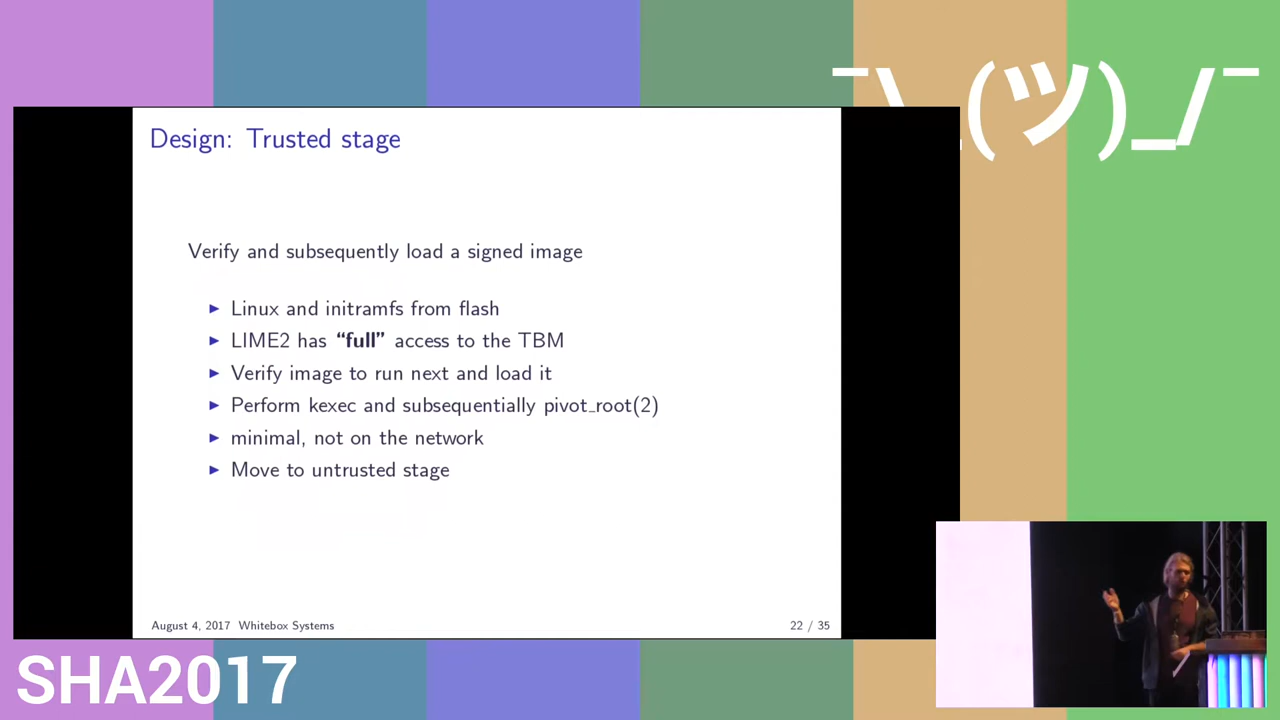 ¯\_(ツ)_/¯
Design: Trusted stage
Verify and subsequently load a signed image
▶ Linux and initramfs from flash
▶ LIME2 has “full” access to the TBM
▶ Verify image to run next and load it
▶ Perform kexec and subsequentially pivot_root(2)
▶ minimal, not on the network
▶ Move to untrusted stage
August 4, 2017 Whitebox Systems
22 / 35
SHA2017